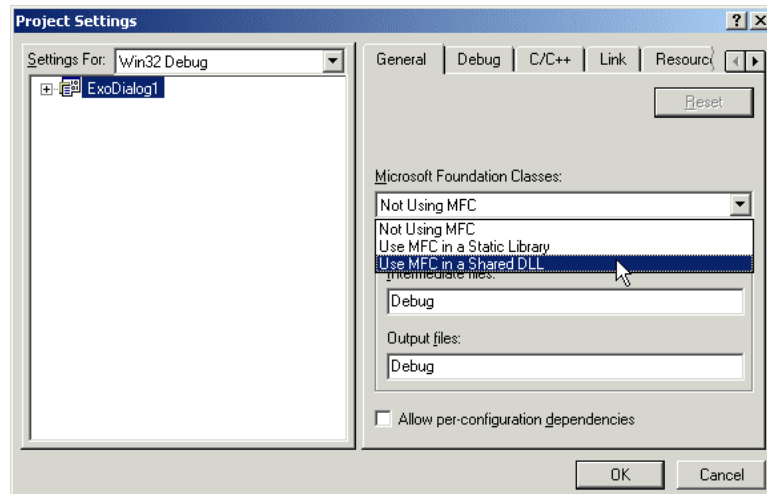 Project Settings
Settings For: Win32 Debug
ExoDialog1
General Debug C/C++ Link Resourc
Reset
Microsoft Foundation Classes:
Not Using MFC
Not Using MFC
Use MFC in a Static Library
Use MFC in a Shared DLL
Intermediate files:
Debug
Output files:
Debug
Allow per-configuration dependencies
OK Cancel